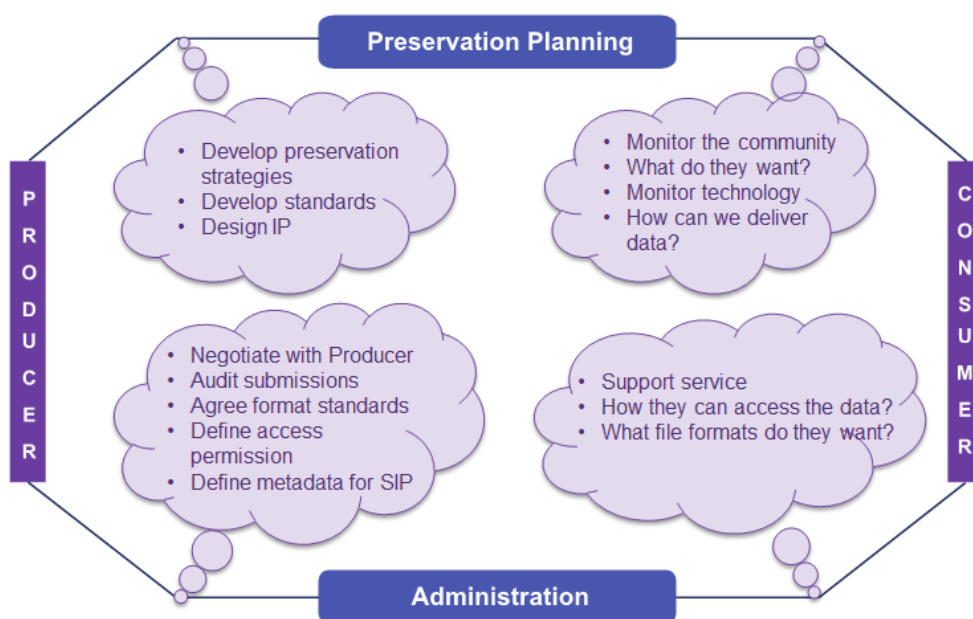 Preservation Planning
• Develop preservation
strategies
• Develop standards
• Design IP
• Monitor the community
• What do they want?
• Monitor technology
• How can we deliver
data?
PRODUCER
CONSUMER
• Negotiate with Producer
• Audit submissions
• Agree format standards
• Define access
permission
• Define metadata for SIP
• Support service
• How they can access the data?
• What file formats do they want?
Administration